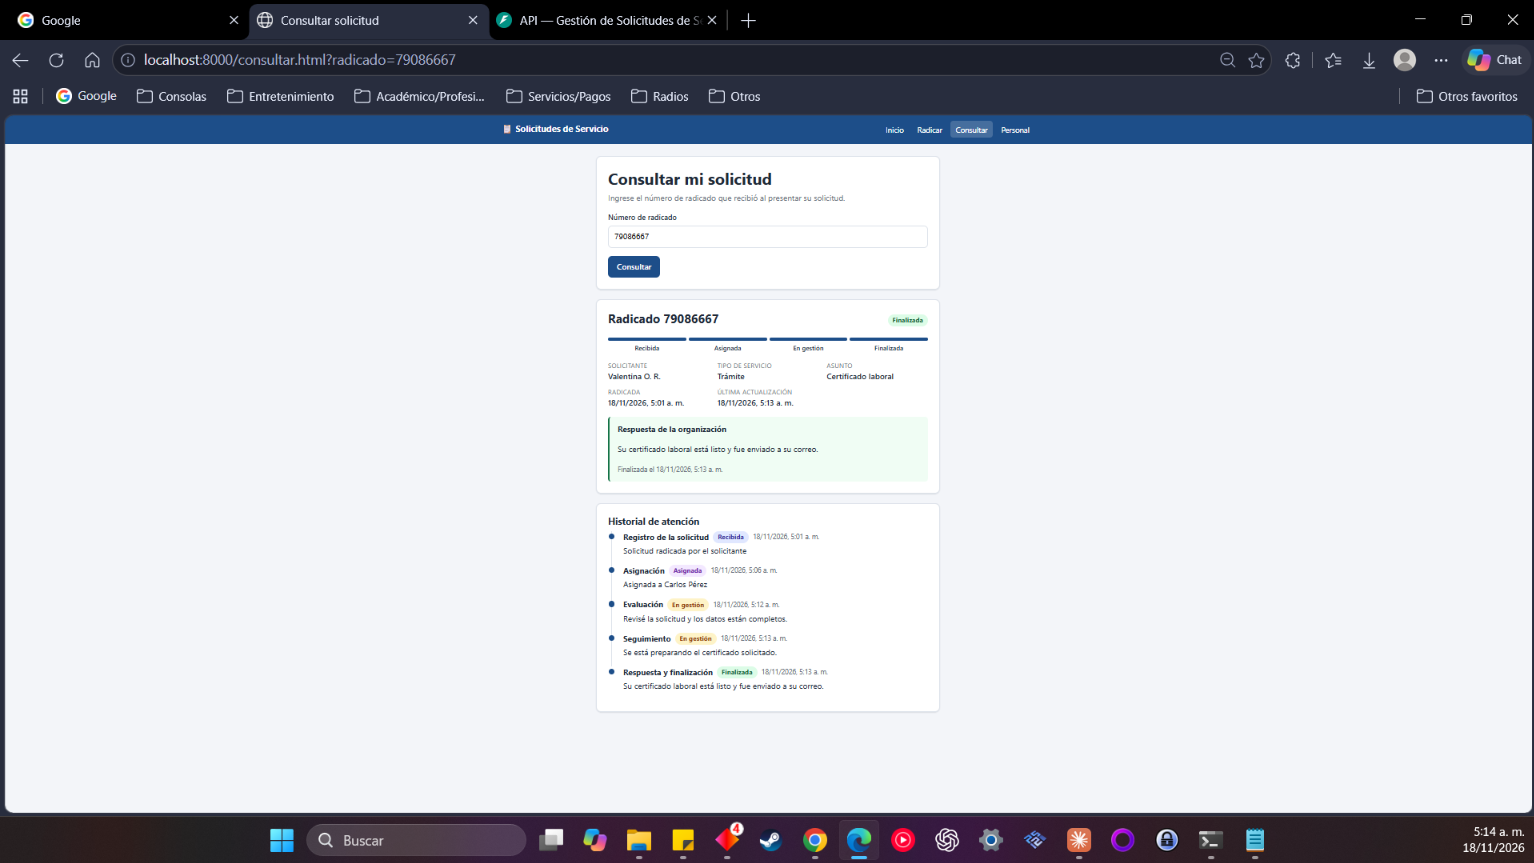 Google
Consultar solicitud
API — Gestión de Solicitudes de S
localhost:8000/consultar.html?radicado=79086667
Chat
Google
Consolas
Entretenimiento
Académico/Profesi...
Servicios/Pagos
Radios
Otros
Otros favoritos
Solicitudes de Servicio
Inicio
Radicar
Consultar
Personal
Consultar mi solicitud
Ingrese el número de radicado que recibió al presentar su solicitud.
Número de radicado
79086667
Consultar
Radicado 79086667
Finalizada
Recibida
Asignada
En gestión
Finalizada
SOLICITANTE
Valentina O. R.
TIPO DE SERVICIO
Trámite
ASUNTO
Certificado laboral
RADICADA
18/11/2026, 5:01 a. m.
ÚLTIMA ACTUALIZACIÓN
18/11/2026, 5:13 a. m.
Respuesta de la organización
Su certificado laboral está listo y fue enviado a su correo.
Finalizada el 18/11/2026, 5:13 a. m.
Historial de atención
Registro de la solicitud Recibida 18/11/2026, 5:01 a. m.
Solicitud radicada por el solicitante
Asignación Asignada 18/11/2026, 5:06 a. m.
Asignada a Carlos Pérez
Evaluación En gestión 18/11/2026, 5:12 a. m.
Revisé la solicitud y los datos están completos.
Seguimiento En gestión 18/11/2026, 5:13 a. m.
Se está preparando el certificado solicitado.
Respuesta y finalización Finalizada 18/11/2026, 5:13 a. m.
Su certificado laboral está listo y fue enviado a su correo.
Buscar
4
5:14 a. m.
18/11/2026